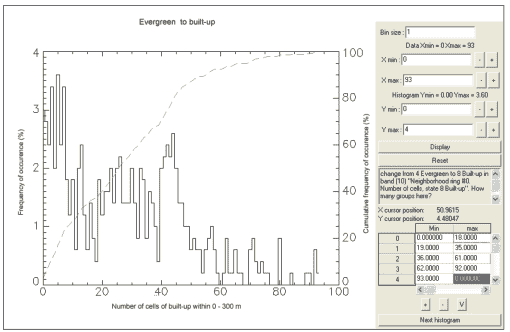 Evergreen to built-up
4
3
2
1
0
Frequency of occurence (%)
100
80
60
40
20
0
Cumulative frequency of occurence (%)
0 20 40 60 80 100
Number of cells of built-up within 0 - 300 m
Bin size : 1
Data Xmin = 0 Xmax = 93
X min : 0 - +
X max : 93 - +
Histogram Ymin = 0.00 Ymax = 3.60
Y min : 0 - +
Y max : 4 - +
Display
Reset
change from 4 Evergreen to 8 Built-up in
band (10) "Neighborhood ring #0.
Number of cells, state 8 Built-up". How
many groups here?
X cursor position: 50.9615
Y cursor position: 4.48047
Min max
0 0.000000 18.0000
1 19.0000 35.0000
2 36.0000 61.0000
3 62.0000 92.0000
4 93.0000
+ - V
Next histogram